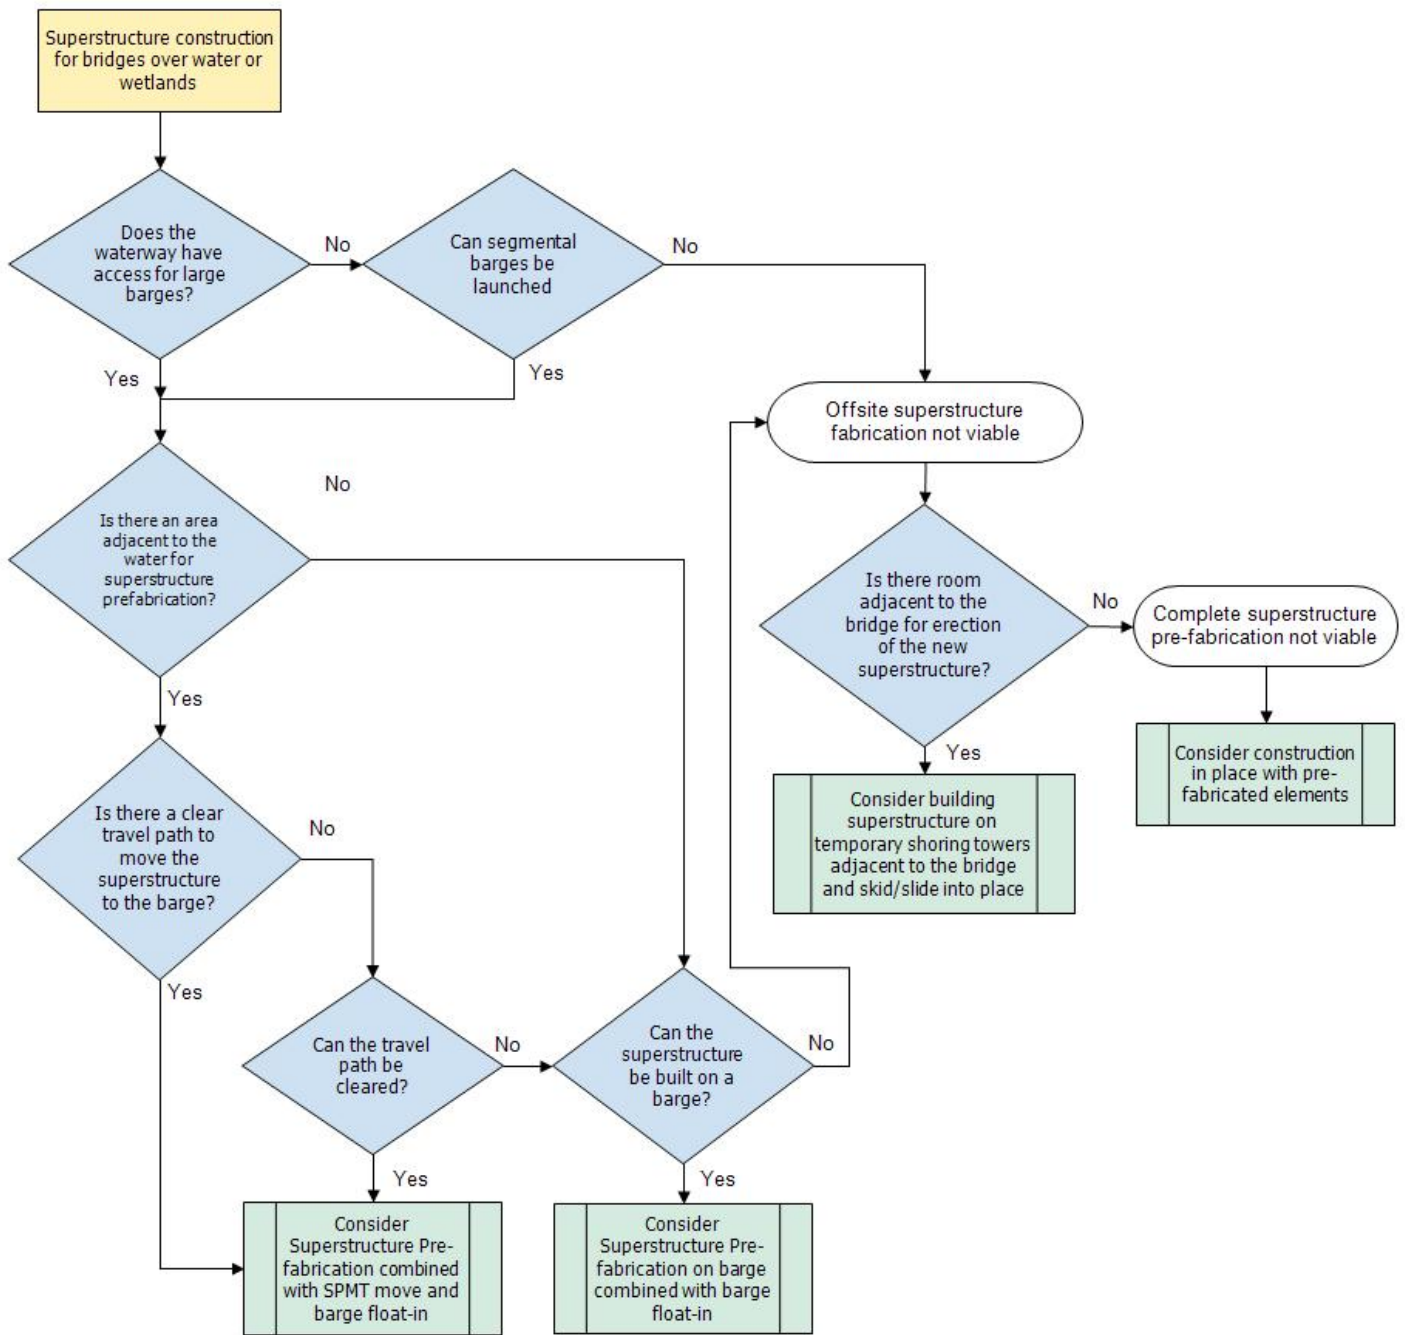 Superstructure construction
for bridges over water or
wetlands
Does the
waterway have
access for large
barges?
No
Can segmental
barges be
launched
No
Yes
Yes
Offsite superstructure
fabrication not viable
Is there an area
adjacent to the
water for
superstructure
prefabrication?
No
Is there room
adjacent to the
bridge for erection
of the new
superstructure?
No
Complete superstructure
pre-fabrication not viable
Yes
Yes
Consider construction
in place with pre-
fabricated elements
Consider building
superstructure on
temporary shoring towers
adjacent to the bridge
and skid/slide into place
Is there a clear
travel path to
move the
superstructure
to the barge?
No
Yes
Can the travel
path be
cleared?
No
Can the
superstructure
be built on a
barge?
No
Yes
Yes
Consider
Superstructure Pre-
fabrication combined
with SPMT move and
barge float-in
Consider
Superstructure Pre-
fabrication on barge
combined with barge
float-in